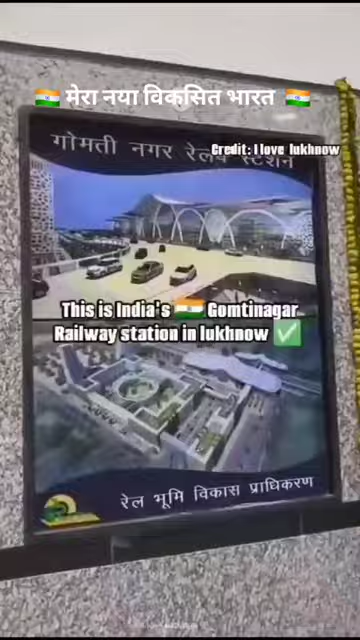 🇮🇳 मेरा नया विकसित भारत 🇮🇳
गोमती नगर रेलवे स्टेशन
Credit: I love lukhnow
This is India's 🇮🇳 Gomtinagar
Railway station in lukhnow ✅
रेल भूमि विकास प्राधिकरण